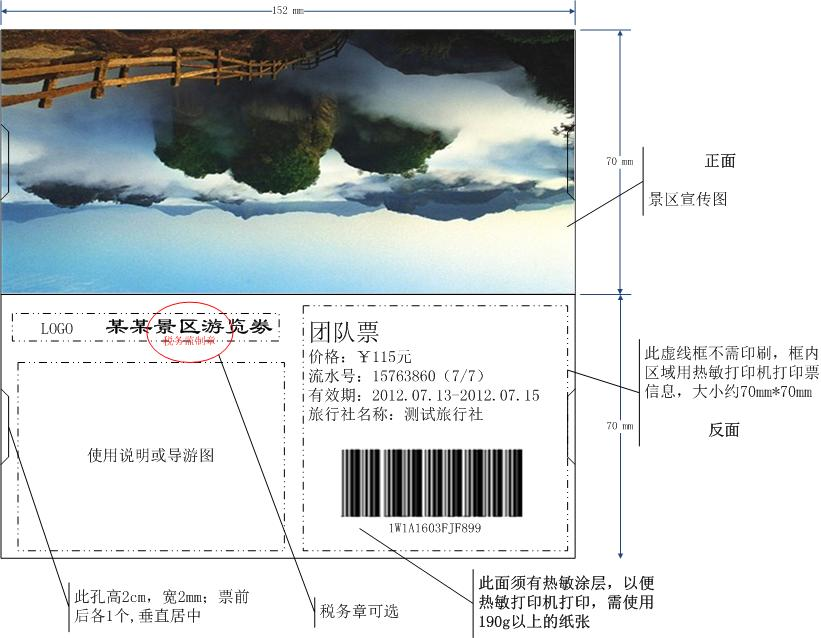 152 mm
70 mm
正面
景区宣传图
LOGO
某某景区游览券
税务监制章
团队票
价格：￥115元
流水号：15763860（7/7）
有效期：2012.07.13-2012.07.15
旅行社名称：测试旅行社
1W1A1603FJF899
使用说明或导游图
此虚线框不需印刷，框内
区域用热敏打印机打印票
信息，大小约70mm*70mm
70 mm
反面
此孔高2cm，宽2mm；票前
后各1个,垂直居中
税务章可选
此面须有热敏涂层，以便
热敏打印机打印，需使用
190g以上的纸张